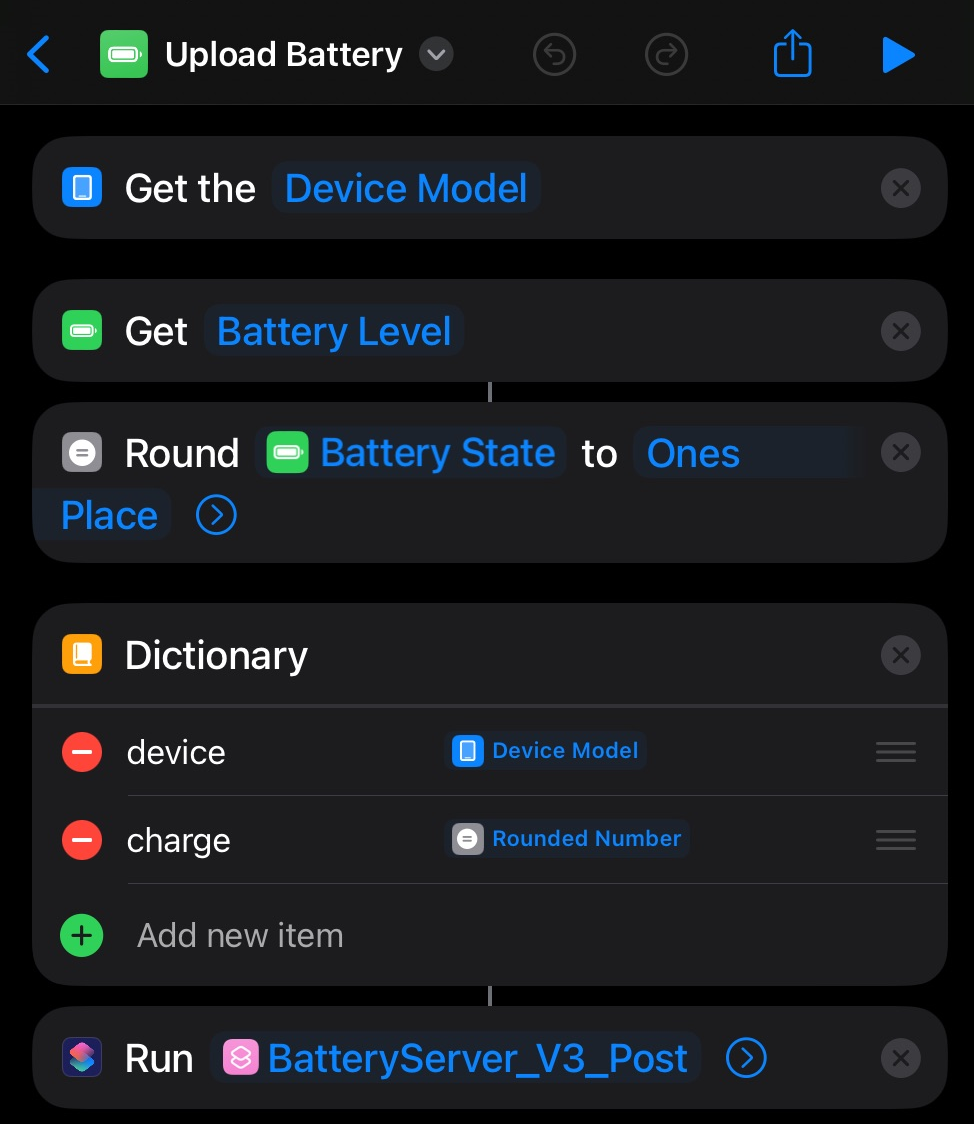 Upload Battery
Get the Device Model
Get Battery Level
Round Battery State to Ones
Place
Dictionary
device Device Model
charge Rounded Number
Add new item
Run BatteryServer_V3_Post